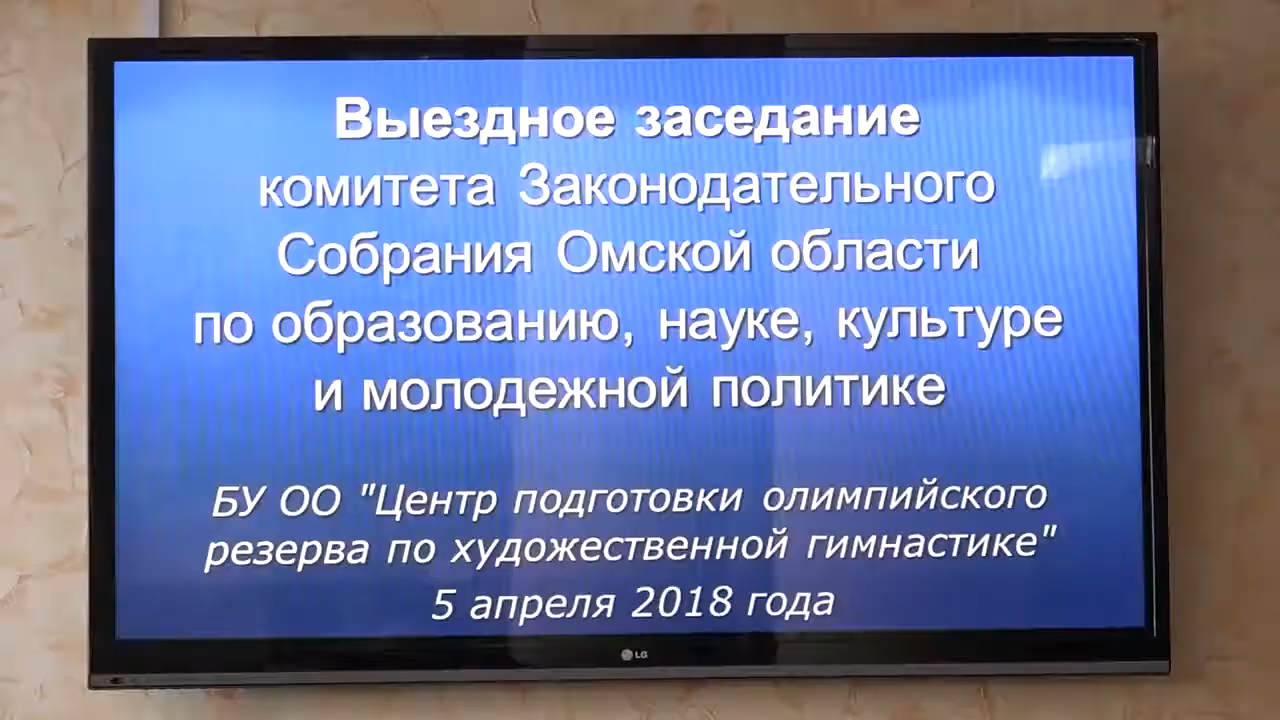 Выездное заседание
комитета Законодательного
Собрания Омской области
по образованию, науке, культуре
и молодежной политике
БУ ОО "Центр подготовки олимпийского
резерва по художественной гимнастике"
5 апреля 2018 года
LG